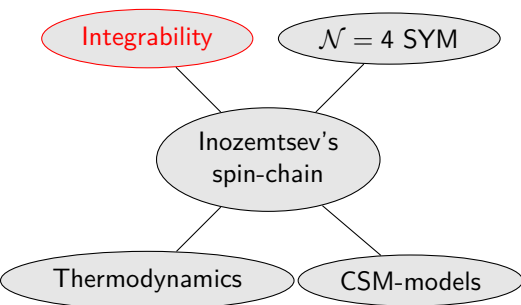 Integrability
𝒩 = 4 SYM
Inozemtsev's
spin-chain
Thermodynamics
CSM-models